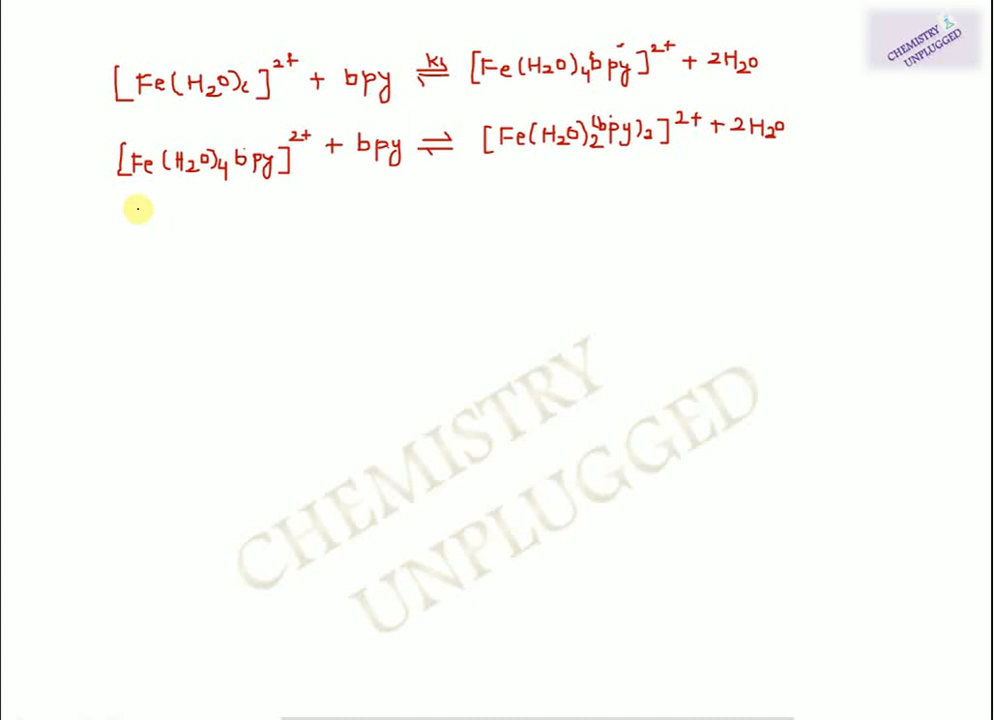 CHEMISTRY
UNPLUGGED
[Fe(H₂O)₆]²⁺ + bpy ⇌ K₁ [Fe(H₂O)₄bpy]²⁺ + 2H₂O
[Fe(H₂O)₄bpy]²⁺ + bpy ⇌ [Fe(H₂O)₂(bpy)₂]²⁺ + 2H₂O
CHEMISTRY
UNPLUGGED